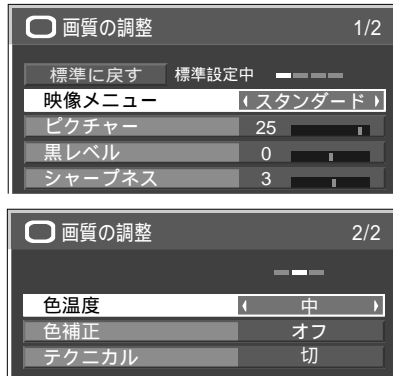 画質の調整 1/2
標準に戻す 標準設定中
映像メニュー スタンダード
ピクチャー 25
黒レベル 0
シャープネス 3
画質の調整 2/2
色温度 中
色補正 オフ
テクニカル 切